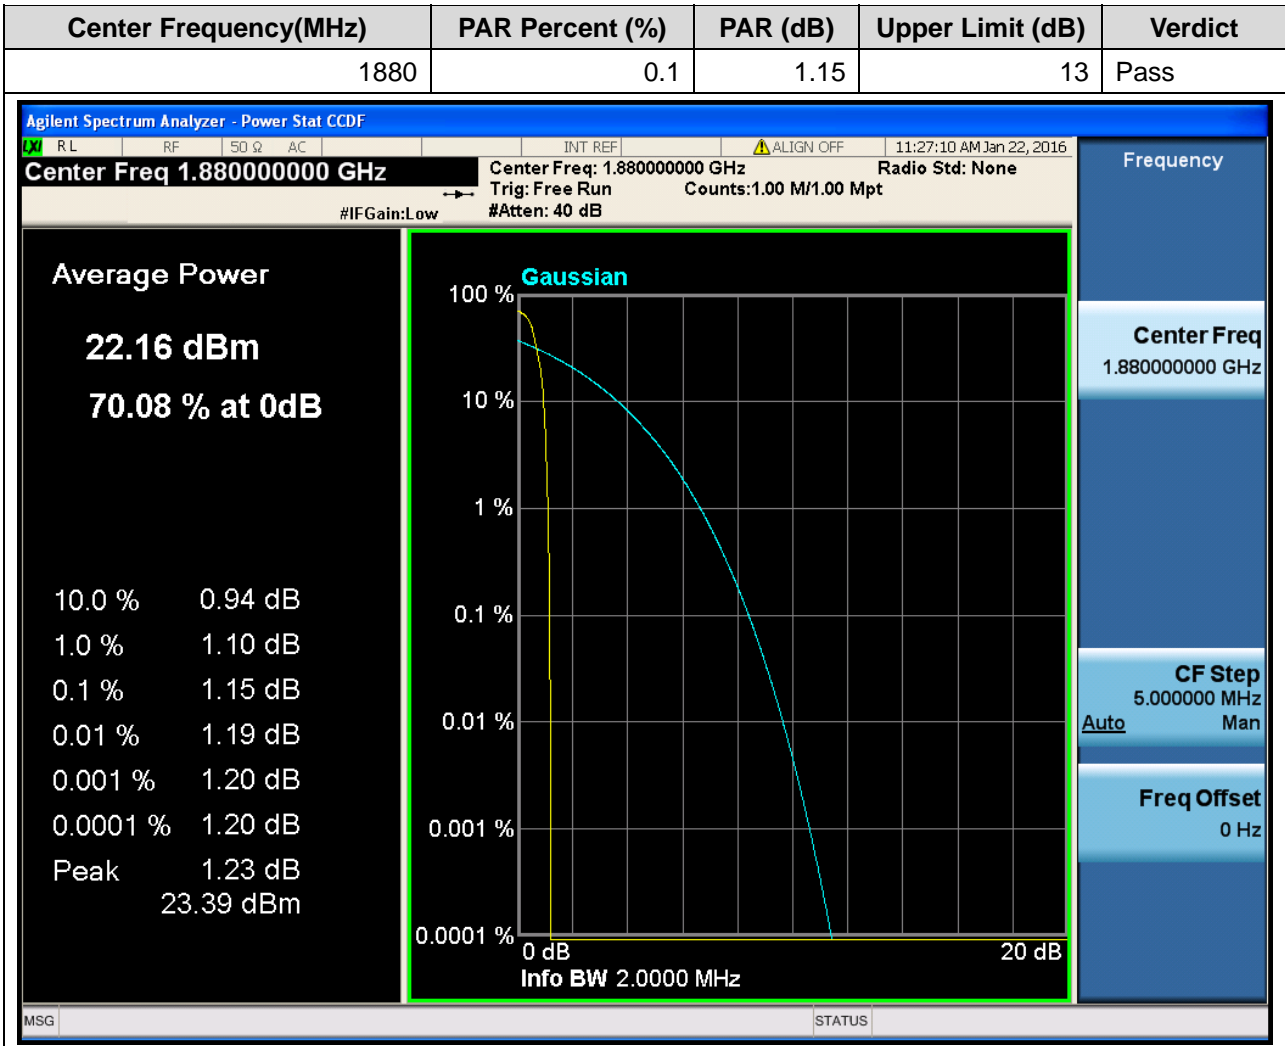 Center Frequency(MHz) PAR Percent (%) PAR (dB) Upper Limit (dB) Verdict
1880 0.1 1.15 13 Pass
Agilent Spectrum Analyzer - Power Stat CCDF
LXI RL RF 50 Ω AC INT REF ALIGN OFF 11:27:10 AM Jan 22, 2016
Center Freq 1.880000000 GHz
Center Freq: 1.880000000 GHz Radio Std: None
Trig: Free Run Counts:1.00 M/1.00 Mpt
#IFGain:Low #Atten: 40 dB
Average Power
22.16 dBm
70.08 % at 0dB
10.0 % 0.94 dB
1.0 % 1.10 dB
0.1 % 1.15 dB
0.01 % 1.19 dB
0.001 % 1.20 dB
0.0001 % 1.20 dB
Peak 1.23 dB
23.39 dBm
Gaussian
100 %
10 %
1 %
0.1 %
0.01 %
0.001 %
0.0001 %
0 dB 20 dB
Info BW 2.0000 MHz
Frequency
Center Freq
1.880000000 GHz
CF Step
5.000000 MHz
Auto Man
Freq Offset
0 Hz
MSG STATUS